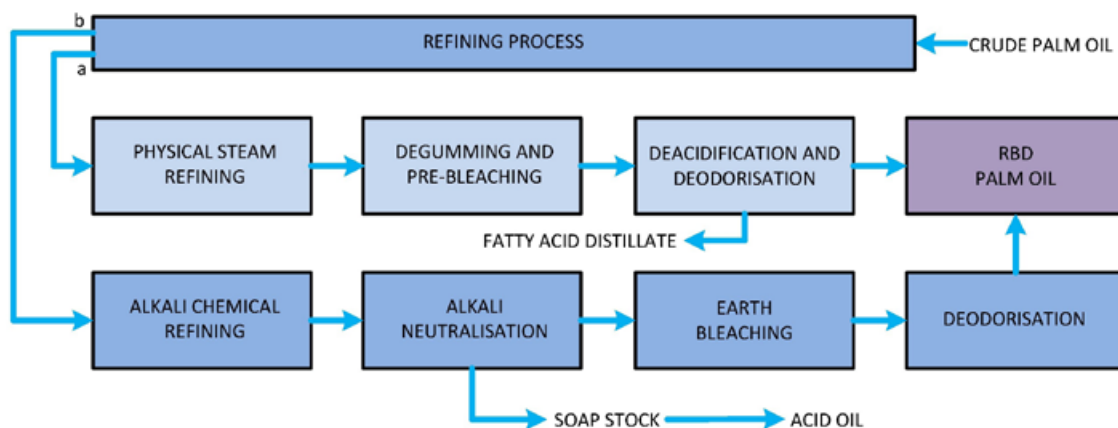 b
REFINING PROCESS
CRUDE PALM OIL
a
PHYSICAL STEAM
REFINING
DEGUMMING AND
PRE-BLEACHING
DEACIDIFICATION AND
DEODORISATION
RBD
PALM OIL
FATTY ACID DISTILLATE
ALKALI CHEMICAL
REFINING
ALKALI
NEUTRALISATION
EARTH
BLEACHING
DEODORISATION
SOAP STOCK
ACID OIL